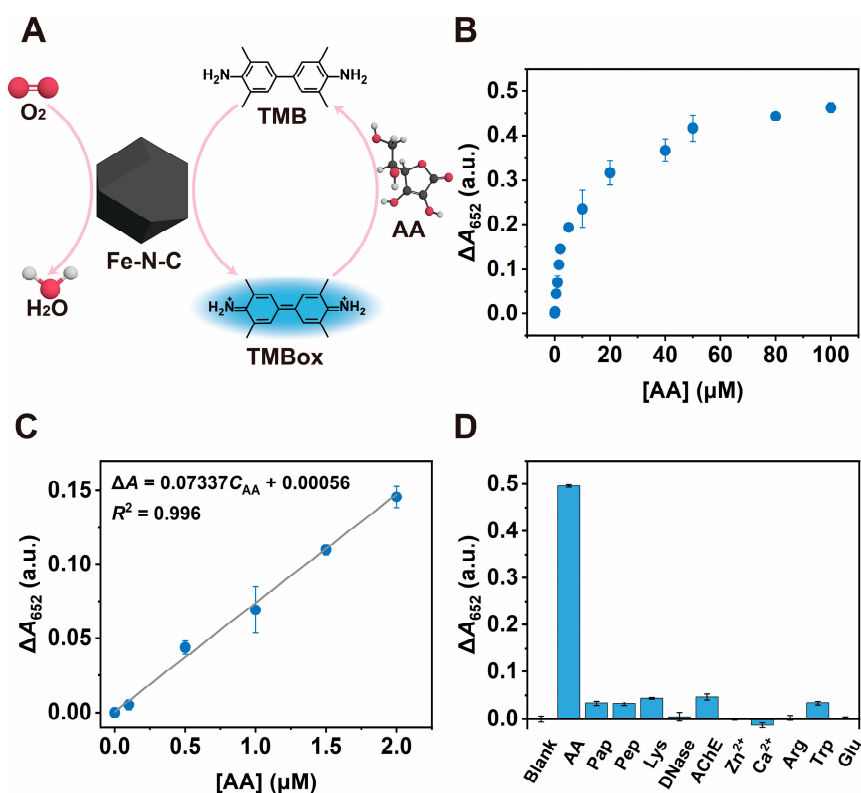 A
O2
H2O
Fe-N-C
H2N
NH2
TMB
AA
H2N+
NH2+
TMBox
B
ΔA652 (a.u.)
0.5
0.4
0.3
0.2
0.1
0.0
0 20 40 60 80 100
[AA] (μM)
C
ΔA = 0.07337CAA + 0.00056
R2 = 0.996
ΔA652 (a.u.)
0.15
0.10
0.05
0.00
0.0 0.5 1.0 1.5 2.0
[AA] (μM)
D
ΔA652 (a.u.)
0.5
0.4
0.3
0.2
0.1
0.0
Blank AA Pap Pep Lys DNase AChE Zn2+ Ca2+ Arg Trp Glu